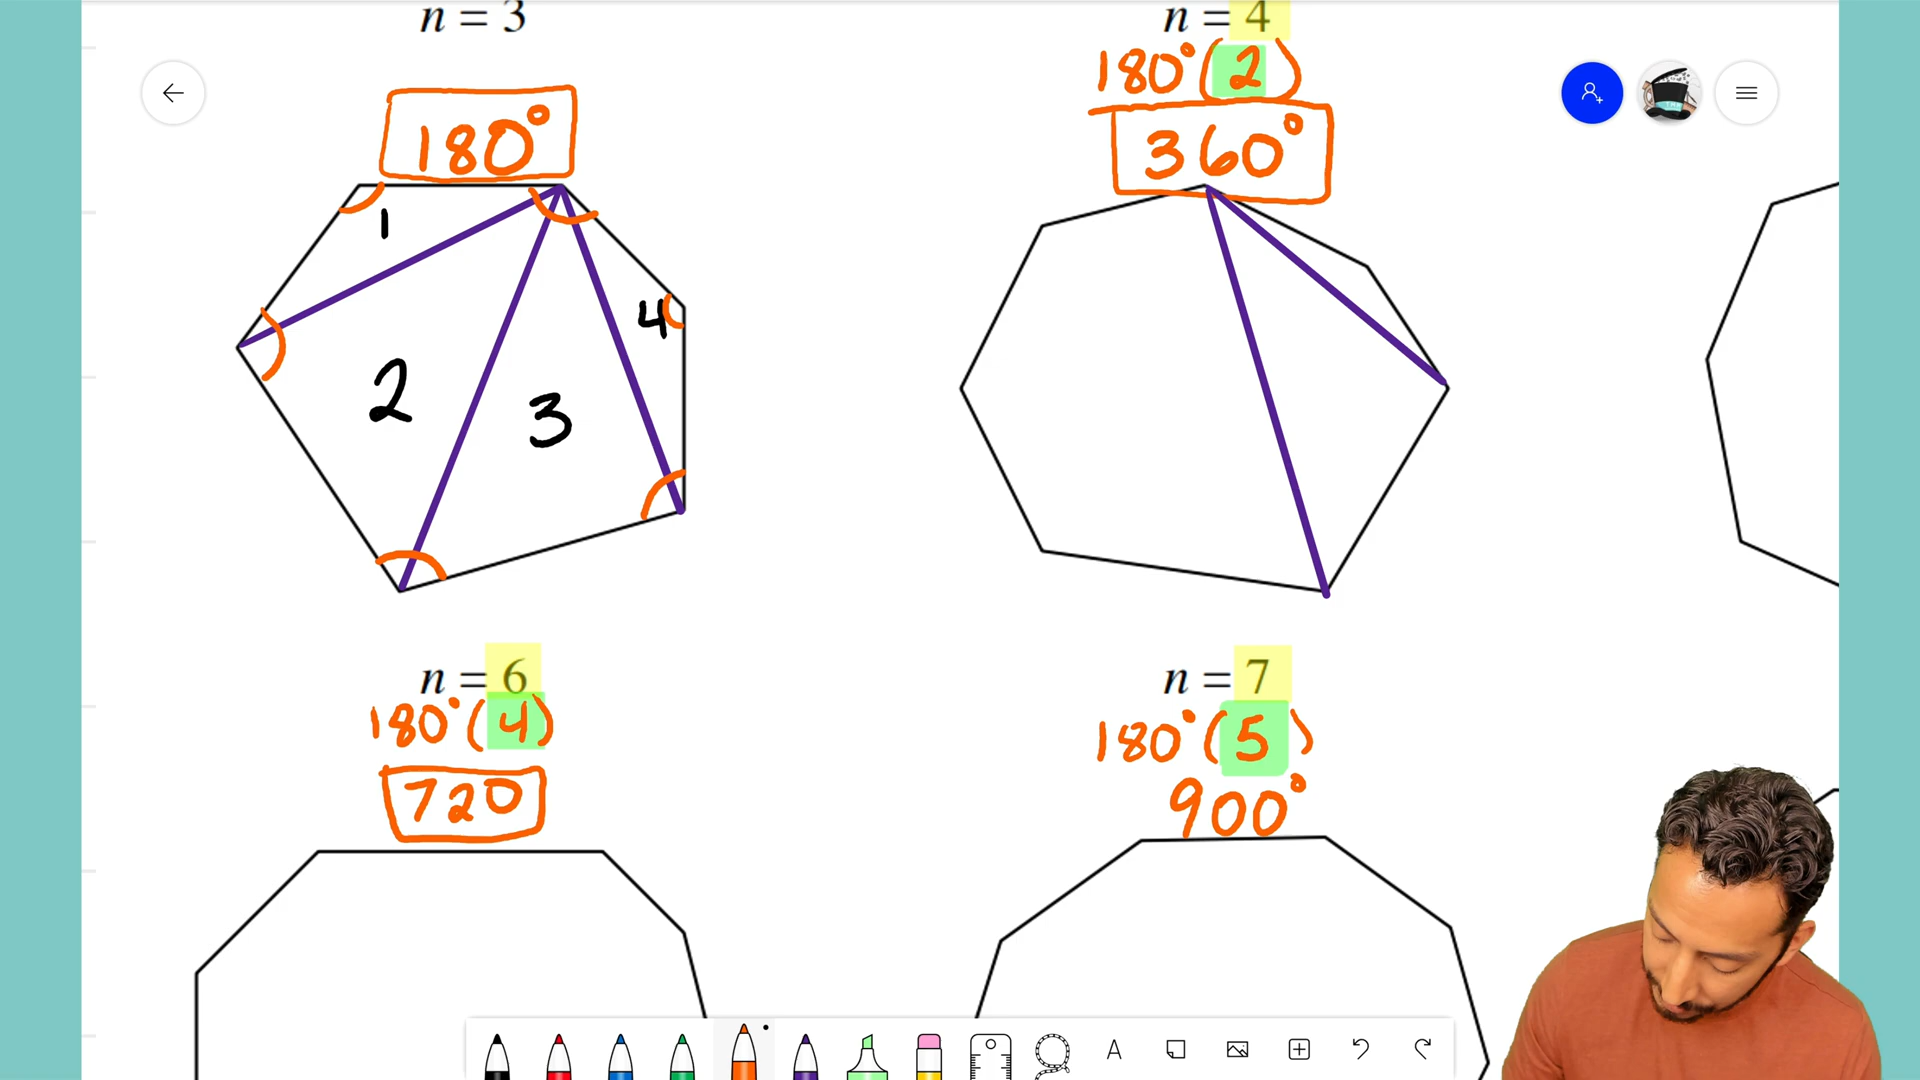 n = 3
180°
n = 4
180°(2)
360°
1
2
3
4
n = 6
180°(4)
720
n = 7
180°(5)
900°
A